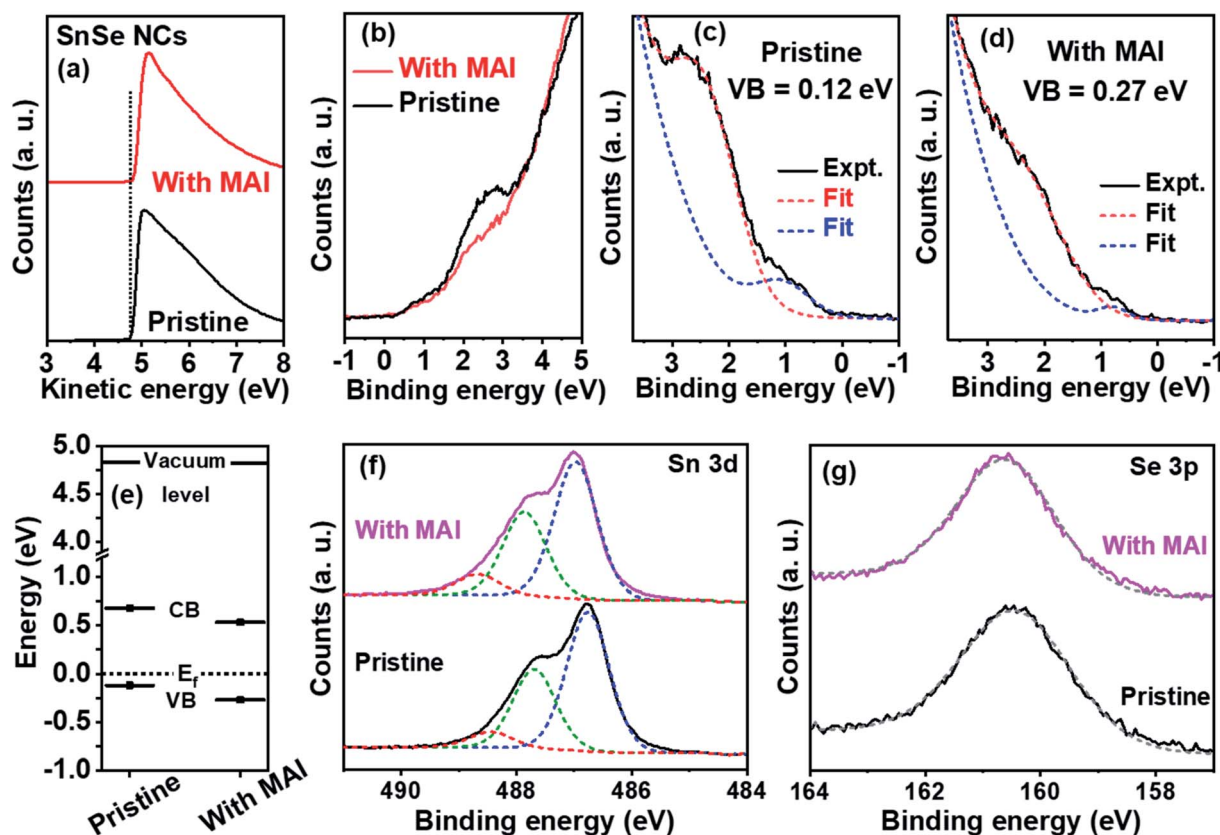 SnSe NCs
(a)
With MAI
Pristine
Counts (a. u.)
3 4 5 6 7 8
Kinetic energy (eV)
(b)
With MAI
Pristine
Counts (a. u.)
-1 0 1 2 3 4 5
Binding energy (eV)
(c)
Pristine
VB = 0.12 eV
Expt.
Fit
Fit
Counts (a. u.)
3 2 1 0 -1
Binding energy (eV)
(d)
With MAI
VB = 0.27 eV
Expt.
Fit
Fit
Counts (a. u.)
3 2 1 0 -1
Binding energy (eV)
5.0
Vacuum
(e)
level
4.75
4.5
4.25
4.0
1.0
CB
0.5
0.0
Ef
VB
-0.5
-1.0
Energy (eV)
Pristine
With MAI
(f)
Sn 3d
With MAI
Pristine
Counts (a. u.)
490 488 486 484
Binding energy (eV)
(g)
Se 3p
With MAI
Pristine
Counts (a. u.)
164 162 160 158
Binding energy (eV)